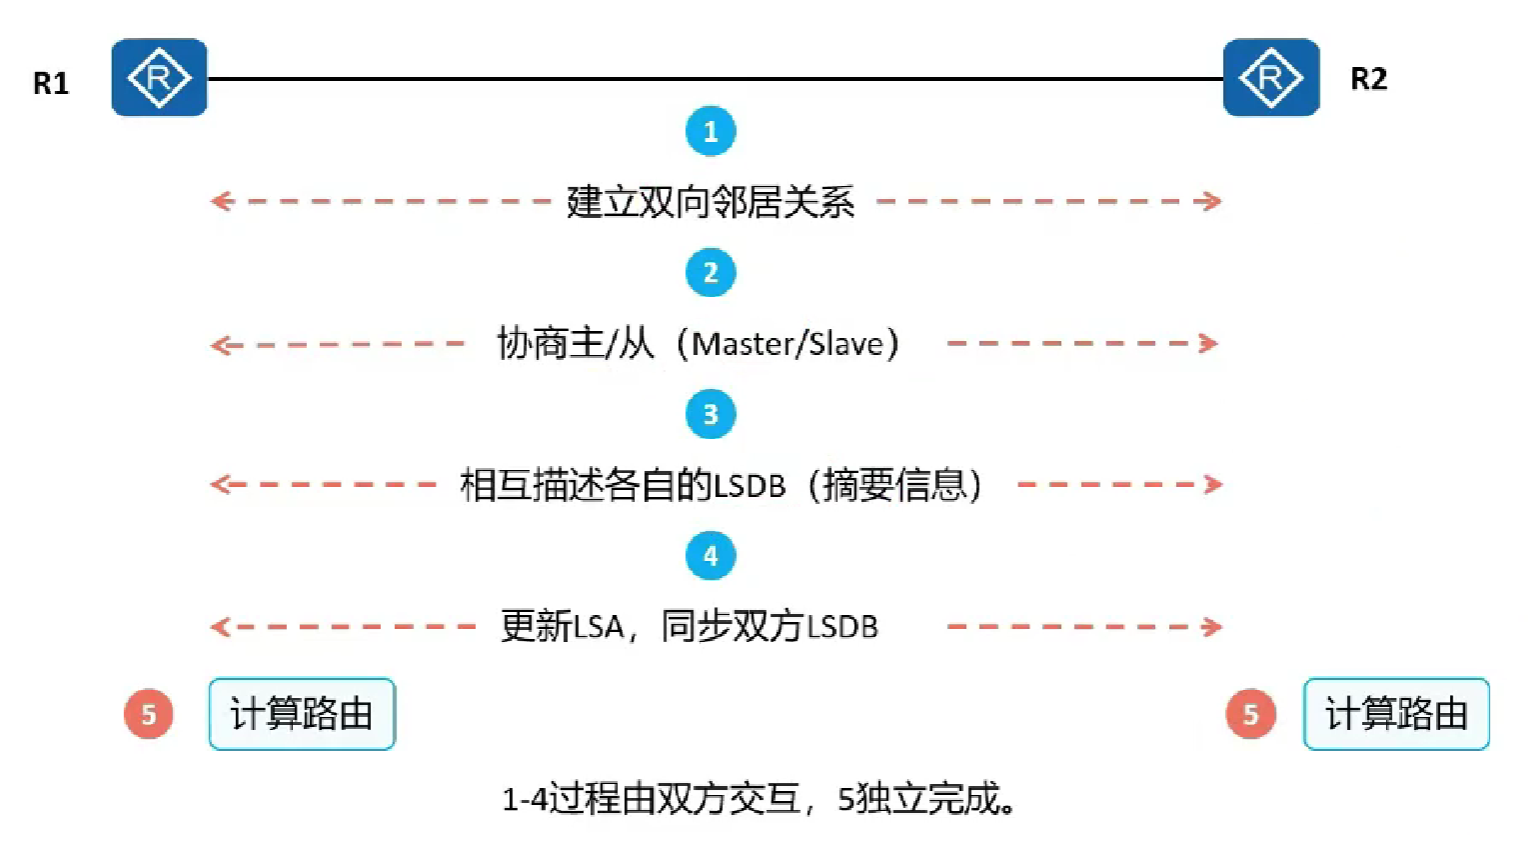 R1
R
R
R2
1
建立双向邻居关系
2
协商主/从（Master/Slave）
3
相互描述各自的LSDB（摘要信息）
4
更新LSA，同步双方LSDB
5
计算路由
5
计算路由
1-4过程由双方交互，5独立完成。